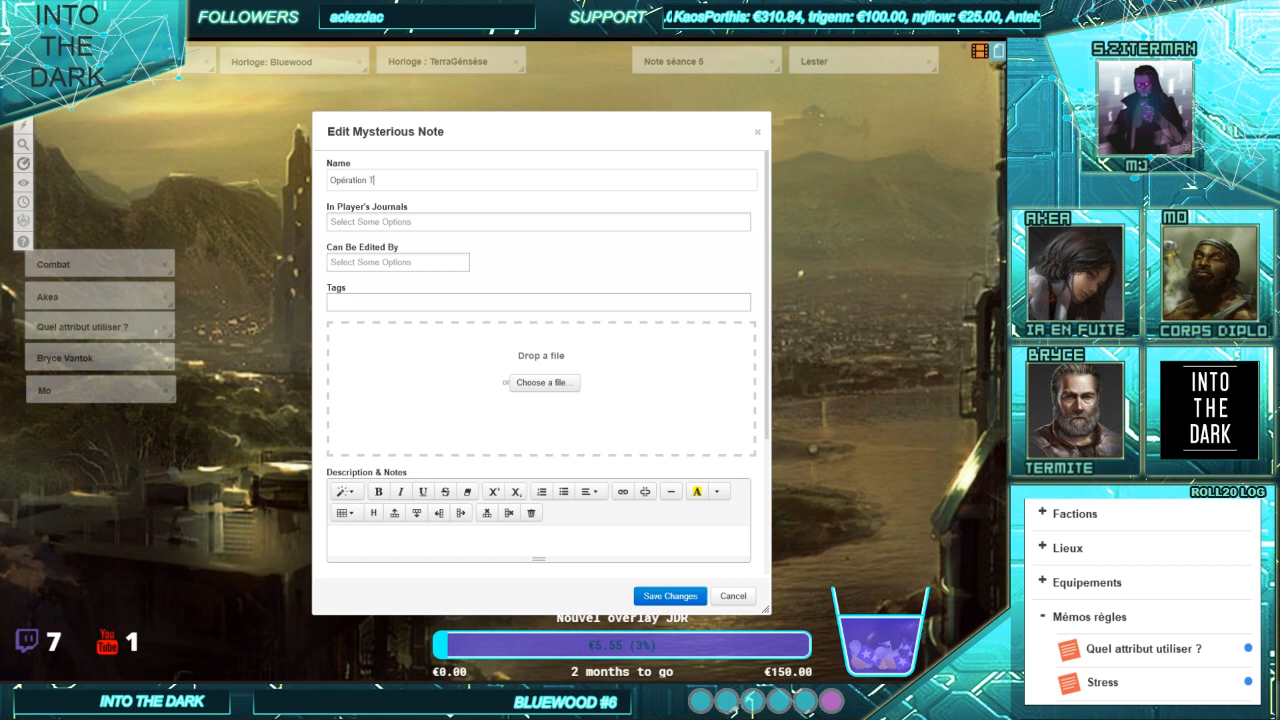 INTO
THE
DARK
FOLLOWERS
aciezdac
SUPPORT
KaosPorthis: €310.84, trigenn: €100.00, nrjflow: €25.00, Antei:
Horloge: Bluewood
Horloge : TerraGénsèse
Note séance 5
Lester
Combat
Akea
Quel attribut utiliser ?
Bryce Vantok
Mo
Edit Mysterious Note
Name
Opération T
In Player's Journals
Select Some Options
Can Be Edited By
Select Some Options
Tags
Drop a file
or Choose a file...
Description & Notes
Save Changes
Cancel
Nouvel overlay JDR
€5.55 (3%)
€0.00
2 months to go
€150.00
7
You
Tube
1
INTO THE DARK
BLUEWOOD #6
S.ZITERMAN
MJ
AKEA
IA EN FUITE
MO
CORPS DIPLO
BRYCE
TERMITE
INTO
THE
DARK
ROLL20 LOG
Factions
Lieux
Equipements
Mémos règles
Quel attribut utiliser ?
Stress